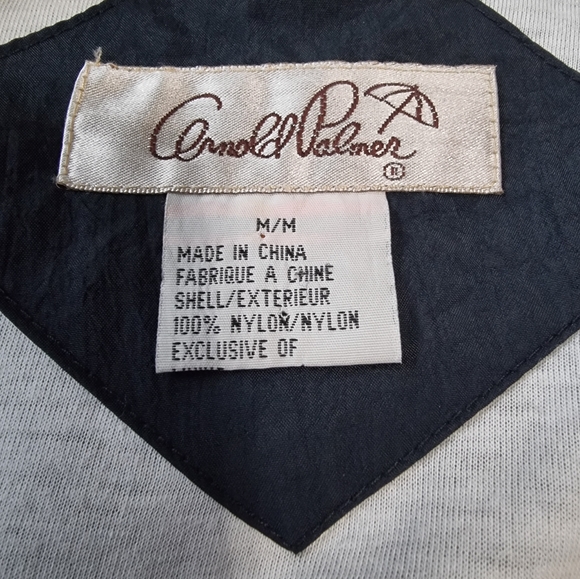 Arnold Palmer
®
M/M
MADE IN CHINA
FABRIQUE A CHINE
SHELL/EXTERIEUR
100% NYLON/NYLON
EXCLUSIVE OF